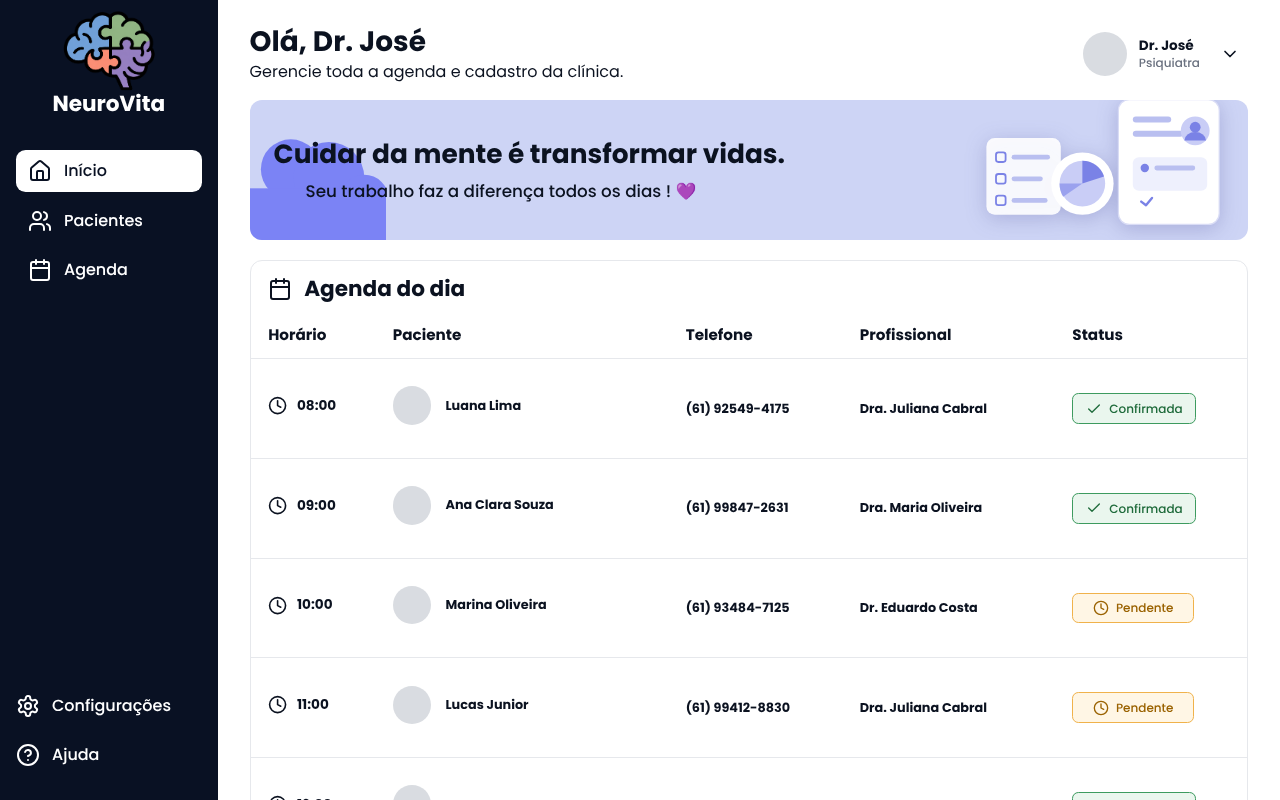 NeuroVita
Início
Pacientes
Agenda
Configurações
Ajuda
Olá, Dr. José
Gerencie toda a agenda e cadastro da clínica.
Dr. José
Psiquiatra
Cuidar da mente é transformar vidas.
Seu trabalho faz a diferença todos os dias ! 💜
Agenda do dia
Horário Paciente Telefone Profissional Status
08:00 Luana Lima (61) 92549-4175 Dra. Juliana Cabral Confirmada
09:00 Ana Clara Souza (61) 99847-2631 Dra. Maria Oliveira Confirmada
10:00 Marina Oliveira (61) 93484-7125 Dr. Eduardo Costa Pendente
11:00 Lucas Junior (61) 99412-8830 Dra. Juliana Cabral Pendente